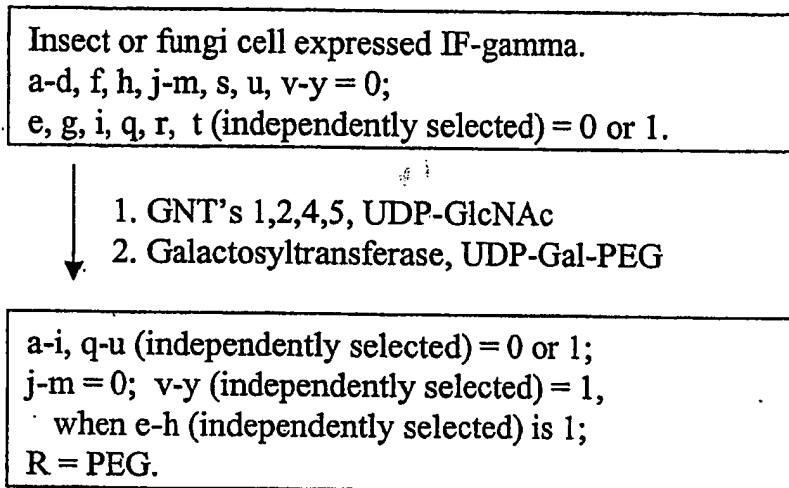 Insect or fungi cell expressed IF-gamma.
a-d, f, h, j-m, s, u, v-y = 0;
e, g, i, q, r, t (independently selected) = 0 or 1.
1. GNT's 1,2,4,5, UDP-GlcNAc
2. Galactosyltransferase, UDP-Gal-PEG
a-i, q-u (independently selected) = 0 or 1;
j-m = 0; v-y (independently selected) = 1,
when e-h (independently selected) is 1;
R = PEG.